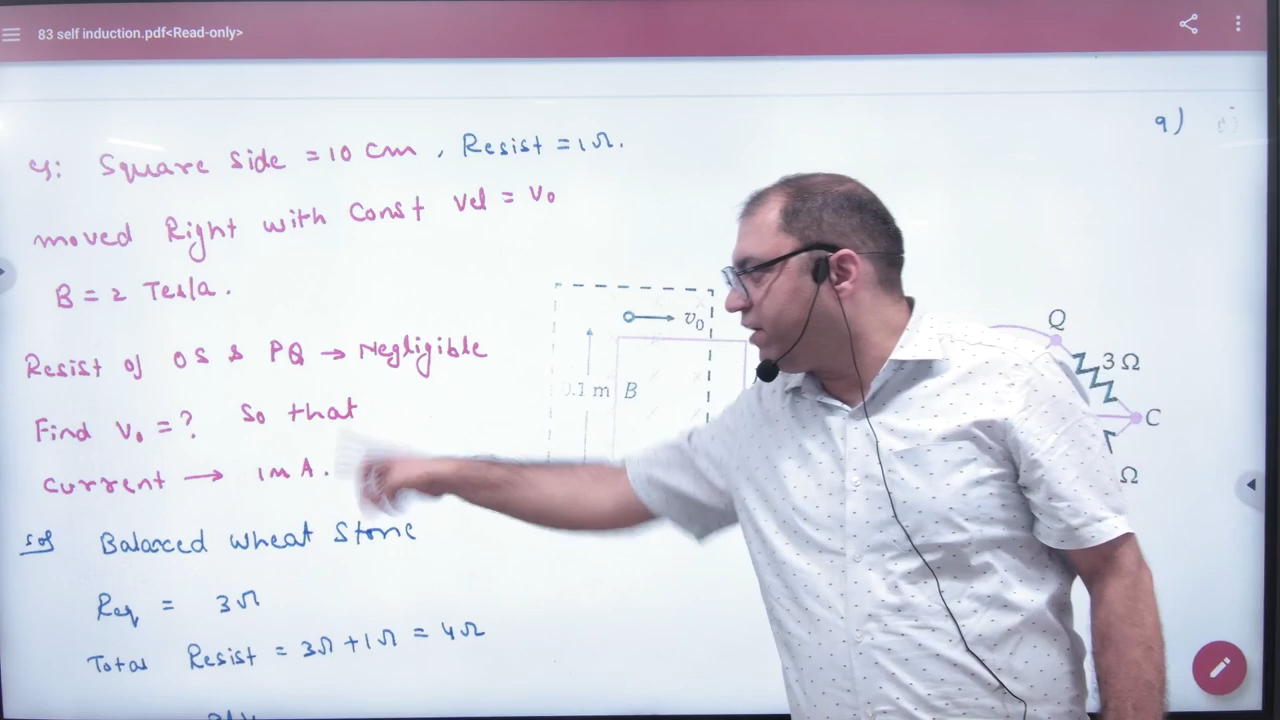 83 self induction.pdf<Read-only>
9)
Square side = 10 cm , Resist = 1Ω.
moved Right with Const Vel = v₀
B = 2 Tesla.
Resist of OS & PQ → Negligible
Find v₀ = ? So that
current → 1mA.
Sol Balanced wheat Stone
Req = 3Ω
Total Resist = 3Ω + 1Ω = 4Ω
v₀
0.1 m B
Q
3 Ω
C
Ω